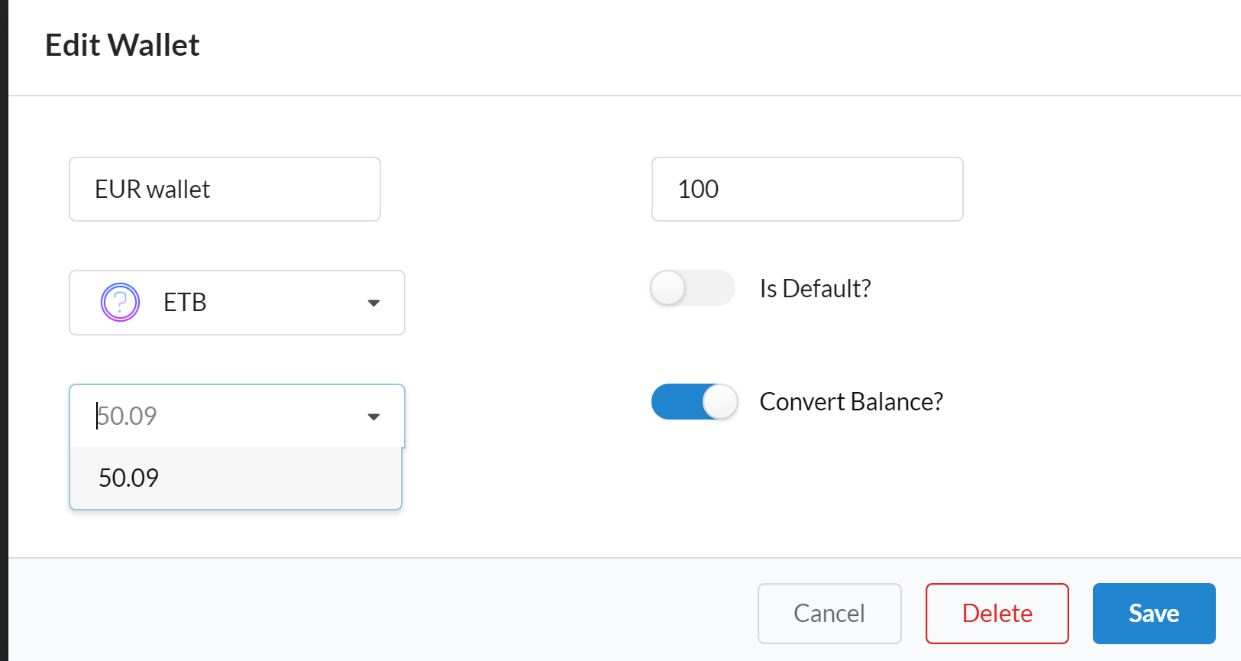 Edit Wallet
EUR wallet
100
ETB
Is Default?
50.09
Convert Balance?
50.09
Cancel
Delete
Save